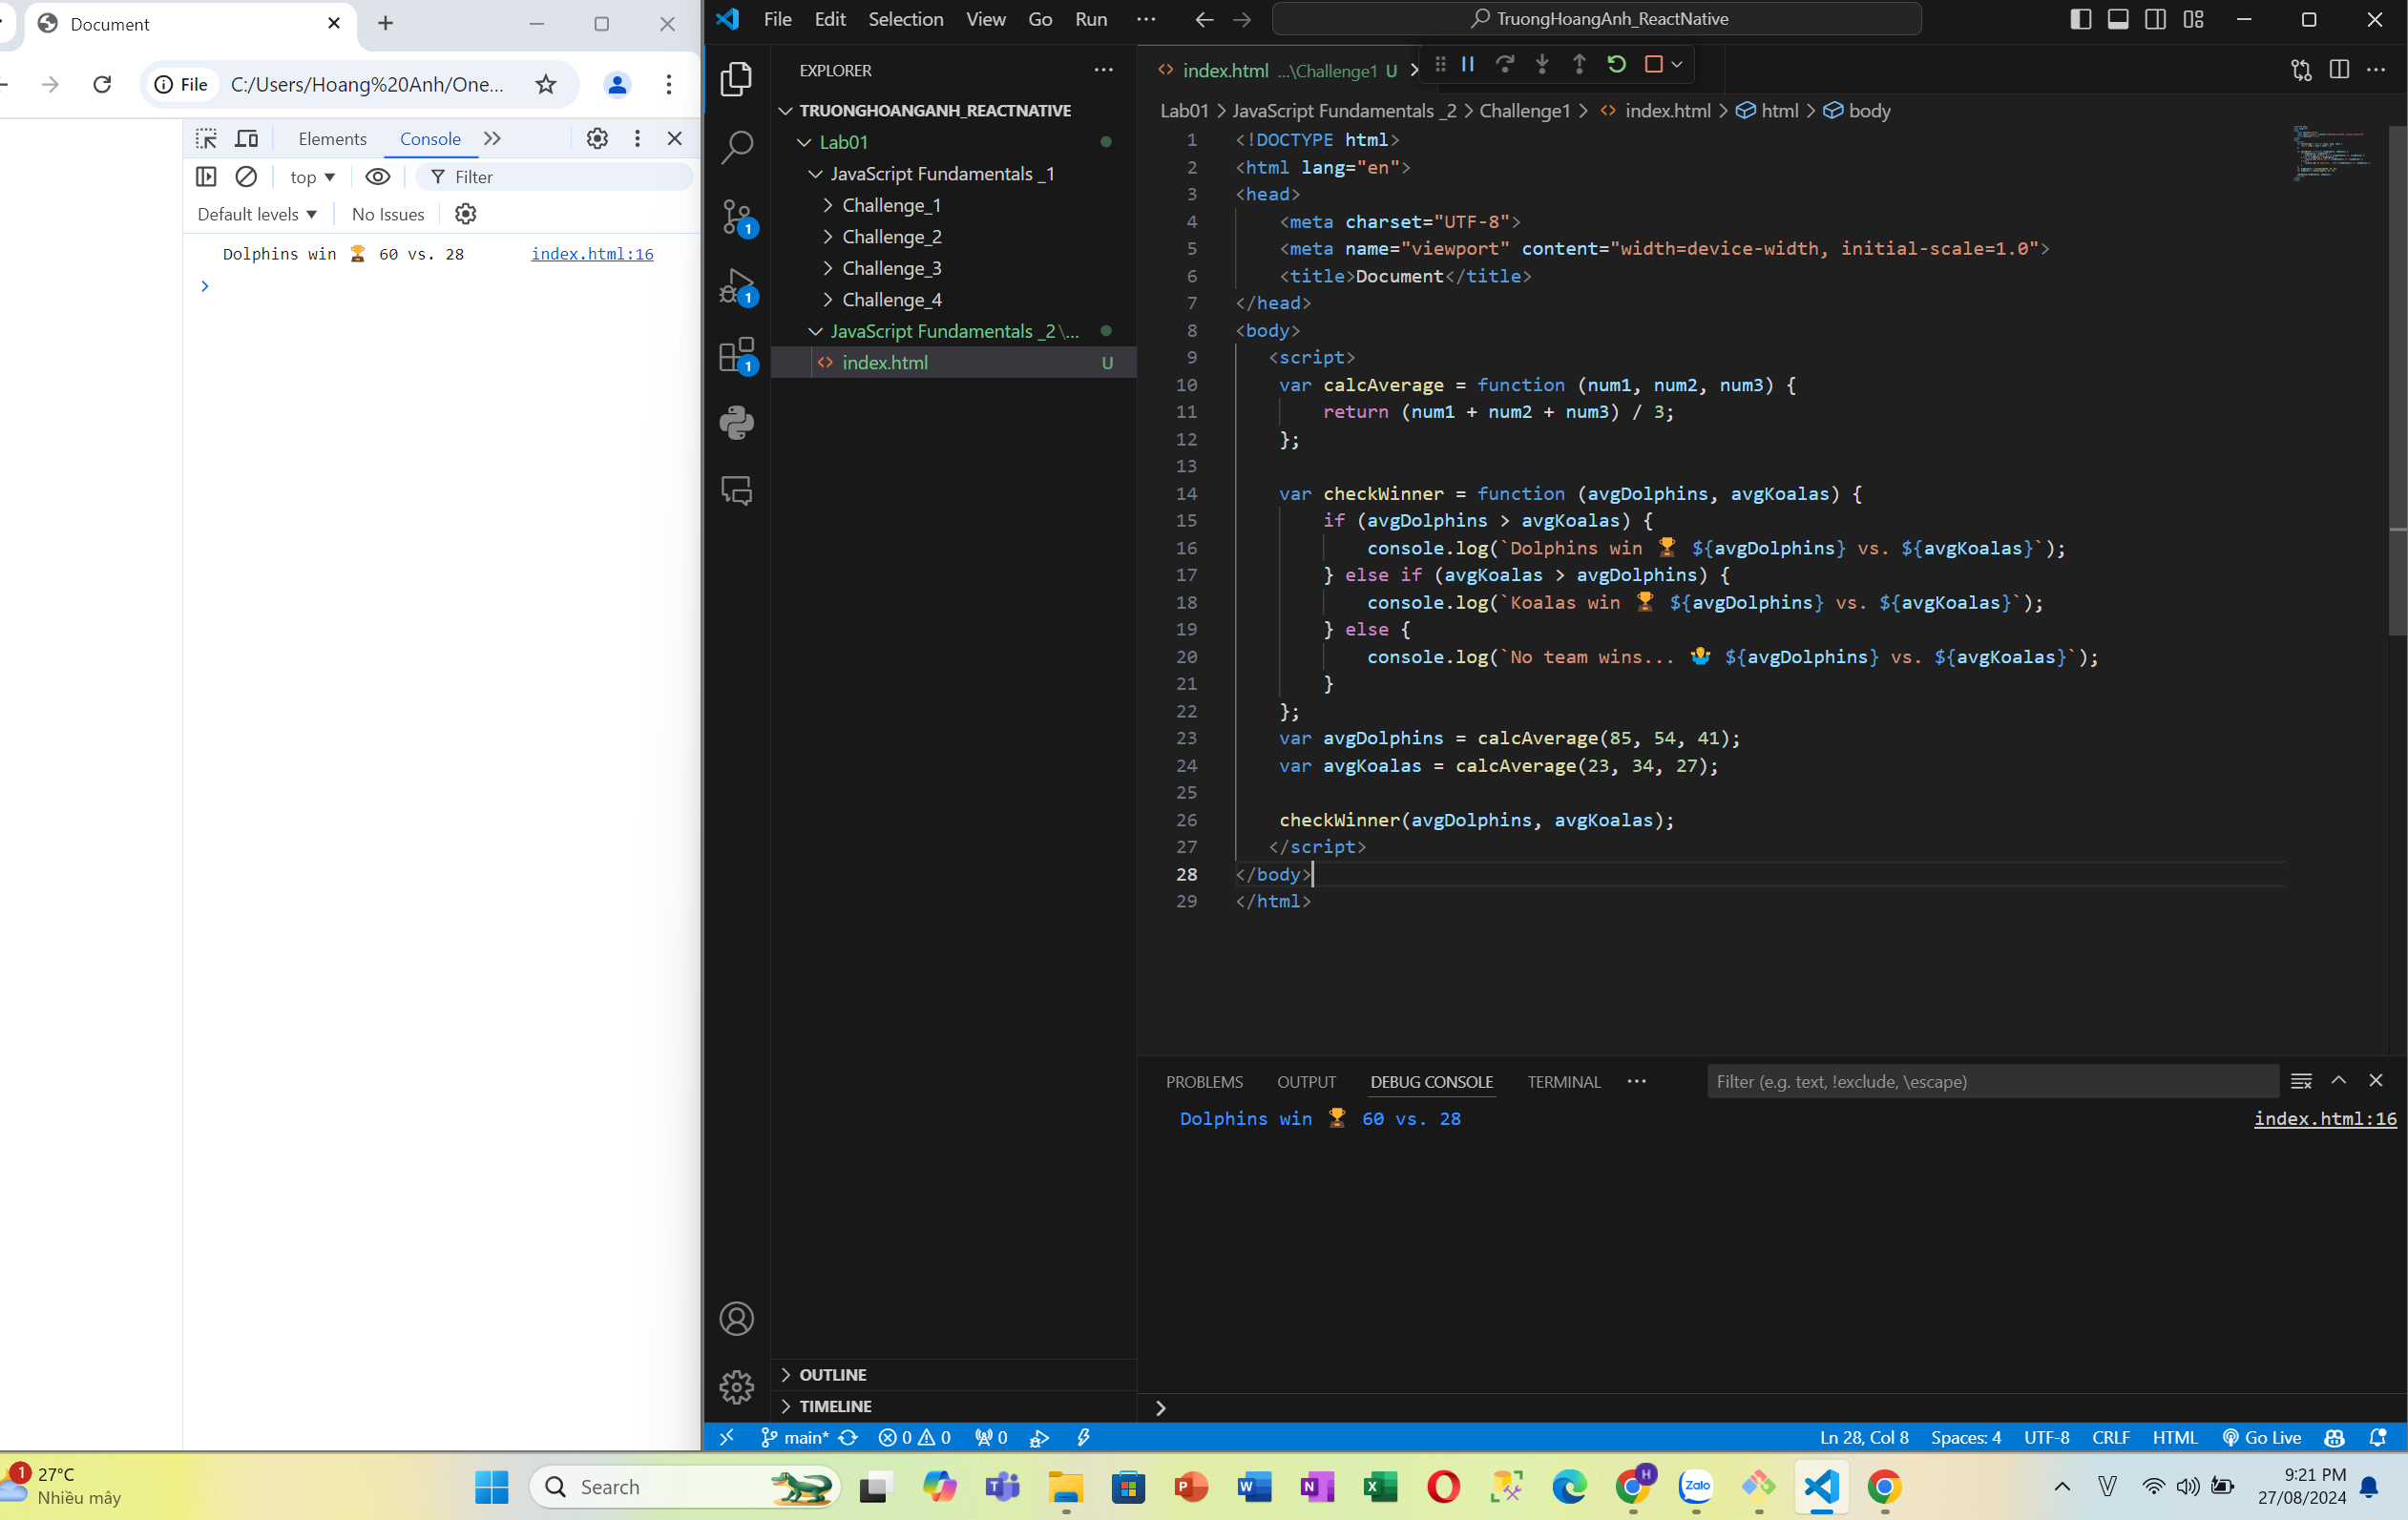 Document
File C:/Users/Hoang%20Anh/One...
Elements Console
top Filter
Default levels No Issues
Dolphins win 🏆 60 vs. 28 index.html:16
File Edit Selection View Go Run ... TruongHoangAnh_ReactNative
EXPLORER
TRUONGHOANGANH_REACTNATIVE
Lab01
JavaScript Fundamentals _1
Challenge_1
Challenge_2
Challenge_3
Challenge_4
JavaScript Fundamentals _2\...
index.html U
1
1
1
OUTLINE
TIMELINE
index.html ...\Challenge1 U
Lab01 > JavaScript Fundamentals _2 > Challenge1 > index.html > html > body
1 <!DOCTYPE html>
2 <html lang="en">
3 <head>
4 <meta charset="UTF-8">
5 <meta name="viewport" content="width=device-width, initial-scale=1.0">
6 <title>Document</title>
7 </head>
8 <body>
9 <script>
10 var calcAverage = function (num1, num2, num3) {
11 return (num1 + num2 + num3) / 3;
12 };
13
14 var checkWinner = function (avgDolphins, avgKoalas) {
15 if (avgDolphins > avgKoalas) {
16 console.log(`Dolphins win 🏆 ${avgDolphins} vs. ${avgKoalas}`);
17 } else if (avgKoalas > avgDolphins) {
18 console.log(`Koalas win 🏆 ${avgDolphins} vs. ${avgKoalas}`);
19 } else {
20 console.log(`No team wins... 🤷 ${avgDolphins} vs. ${avgKoalas}`);
21 }
22 };
23 var avgDolphins = calcAverage(85, 54, 41);
24 var avgKoalas = calcAverage(23, 34, 27);
25
26 checkWinner(avgDolphins, avgKoalas);
27 </script>
28 </body>
29 </html>
PROBLEMS OUTPUT DEBUG CONSOLE TERMINAL ... Filter (e.g. text, !exclude, \escape)
Dolphins win 🏆 60 vs. 28 index.html:16
main* 0 0 0 Ln 28, Col 8 Spaces: 4 UTF-8 CRLF HTML Go Live
1 27°C
Nhiều mây
Search
Zalo
H
9:21 PM
27/08/2024